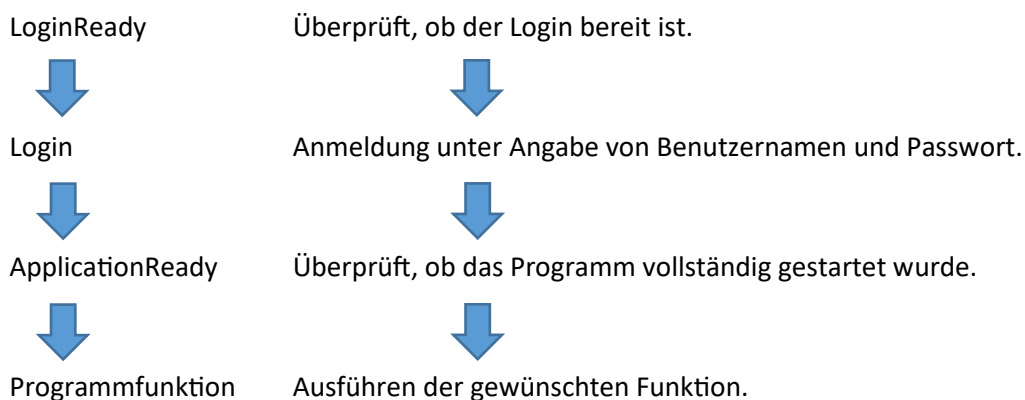 LoginReady Überprüft, ob der Login bereit ist.
Login Anmeldung unter Angabe von Benutzernamen und Passwort.
ApplicationReady Überprüft, ob das Programm vollständig gestartet wurde.
Programmfunktion Ausführen der gewünschten Funktion.